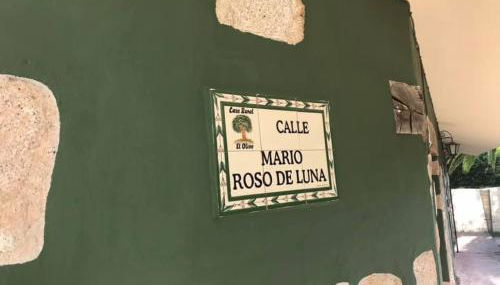 Casa Rural
El Olivo
CALLE
MARIO
ROSO DE LUNA